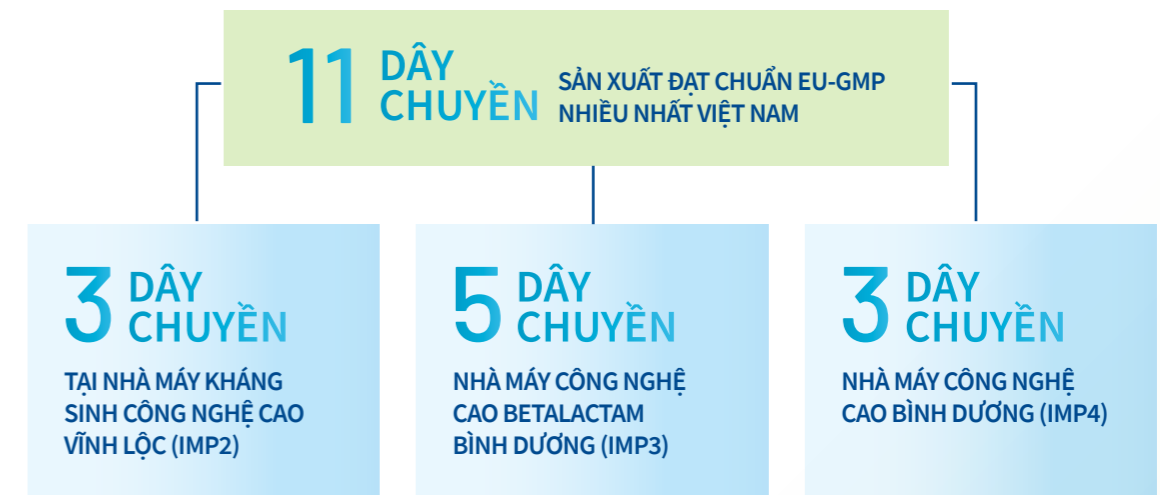 11 DÂY CHUYỀN
SẢN XUẤT ĐẠT CHUẨN EU-GMP
NHIỀU NHẤT VIỆT NAM
3 DÂY CHUYỀN
TẠI NHÀ MÁY KHÁNG
SINH CÔNG NGHỆ CAO
VĨNH LỘC (IMP2)
5 DÂY CHUYỀN
NHÀ MÁY CÔNG NGHỆ
CAO BETALACTAM
BÌNH DƯƠNG (IMP3)
3 DÂY CHUYỀN
NHÀ MÁY CÔNG NGHỆ
CAO BÌNH DƯƠNG (IMP4)